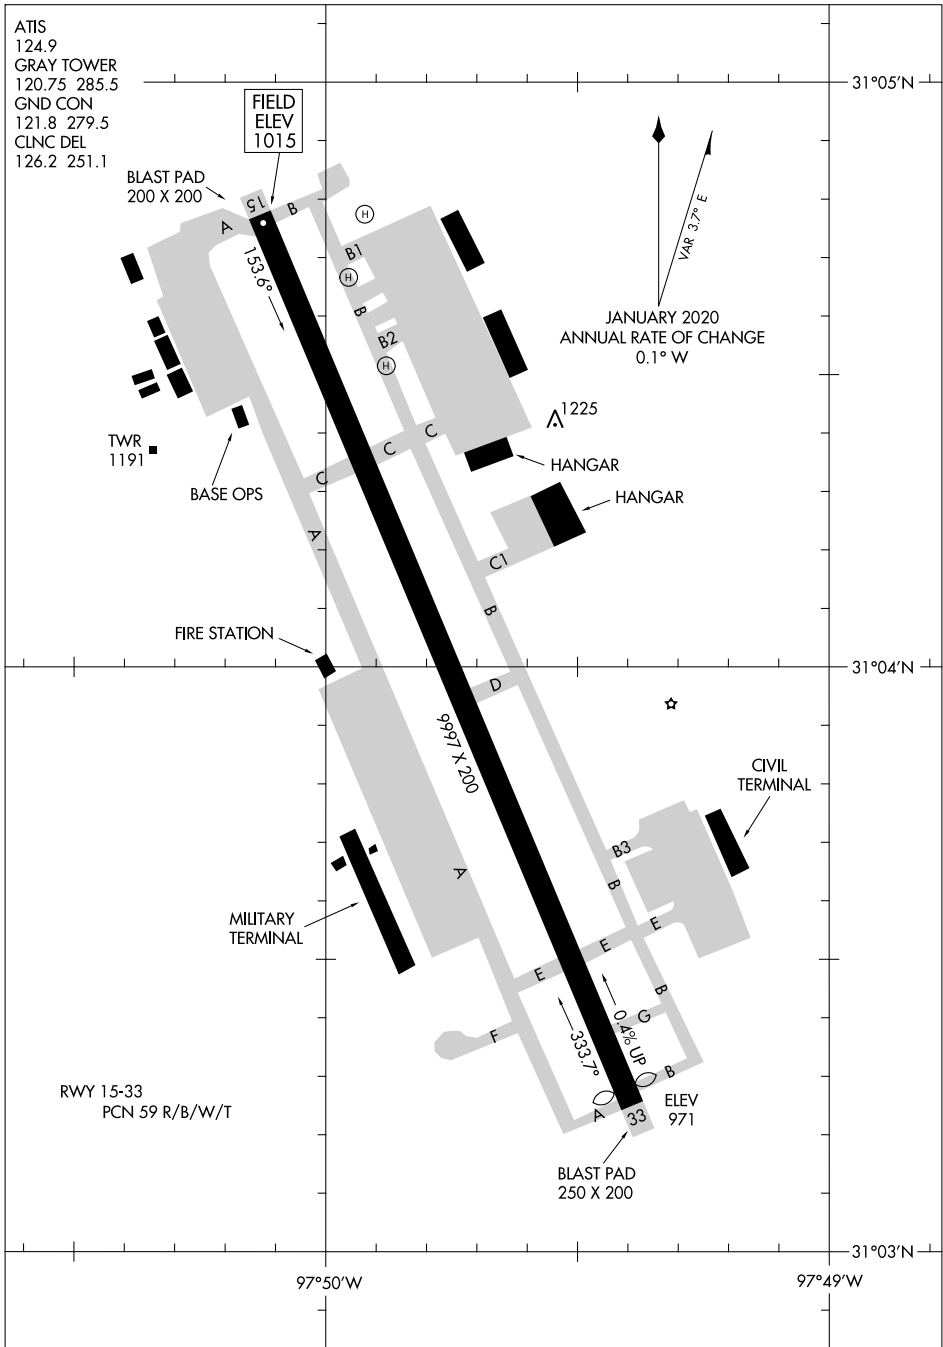 ATIS
124.9
GRAY TOWER
120.75 285.5
GND CON
121.8 279.5
CLNC DEL
126.2 251.1
31°05'N
FIELD
ELEV
1015
BLAST PAD
200 X 200
15
A
B
H
B1
H
B
B2
H
153.6°
VAR 3.7° E
JANUARY 2020
ANNUAL RATE OF CHANGE
0.1° W
1225
TWR
1191
BASE OPS
C
C
C
HANGAR
HANGAR
A
C1
B
FIRE STATION
31°04'N
D
9997 X 200
CIVIL
TERMINAL
B3
A
B
MILITARY
TERMINAL
E
E
E
B
F
G
333.7°
0.4% UP
RWY 15-33
PCN 59 R/B/W/T
A
B
33
ELEV
971
BLAST PAD
250 X 200
31°03'N
97°50'W
97°49'W